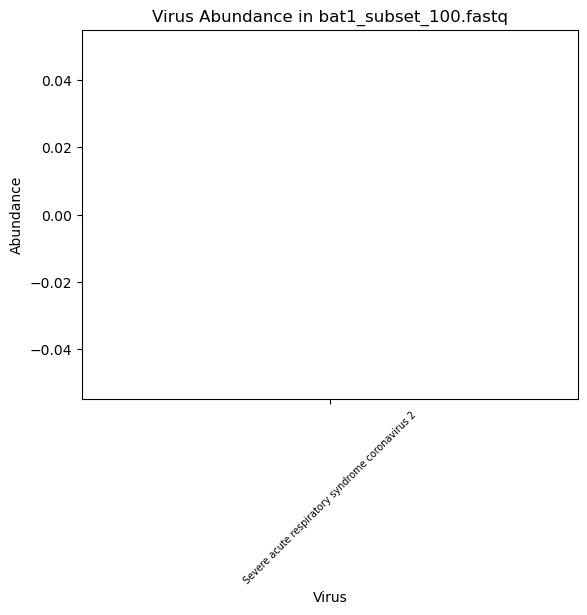 Virus Abundance in bat1_subset_100.fastq
Abundance
0.04
0.02
0.00
−0.02
−0.04
Severe acute respiratory syndrome coronavirus 2
Virus